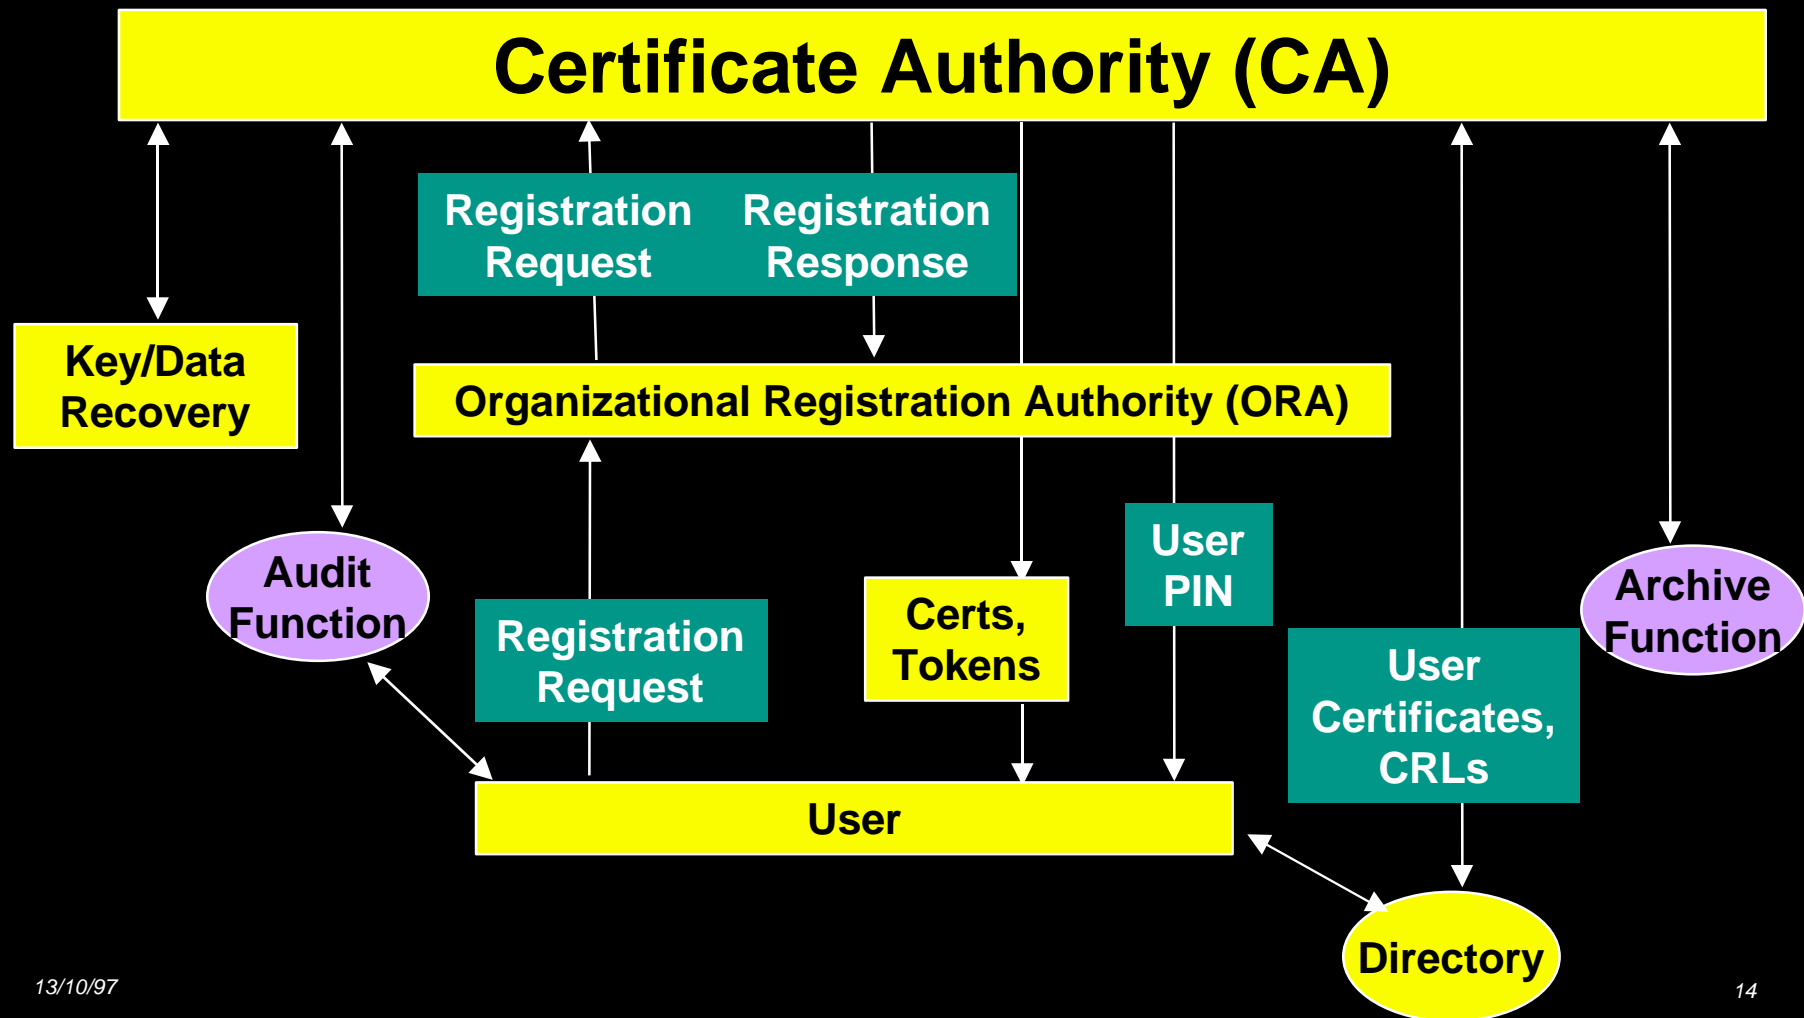 Certificate Authority (CA)
Registration
Request
Registration
Response
Key/Data
Recovery
Organizational Registration Authority (ORA)
Audit
Function
Registration
Request
Certs,
Tokens
User
PIN
User
Certificates,
CRLs
Archive
Function
User
Directory
13/10/97
14